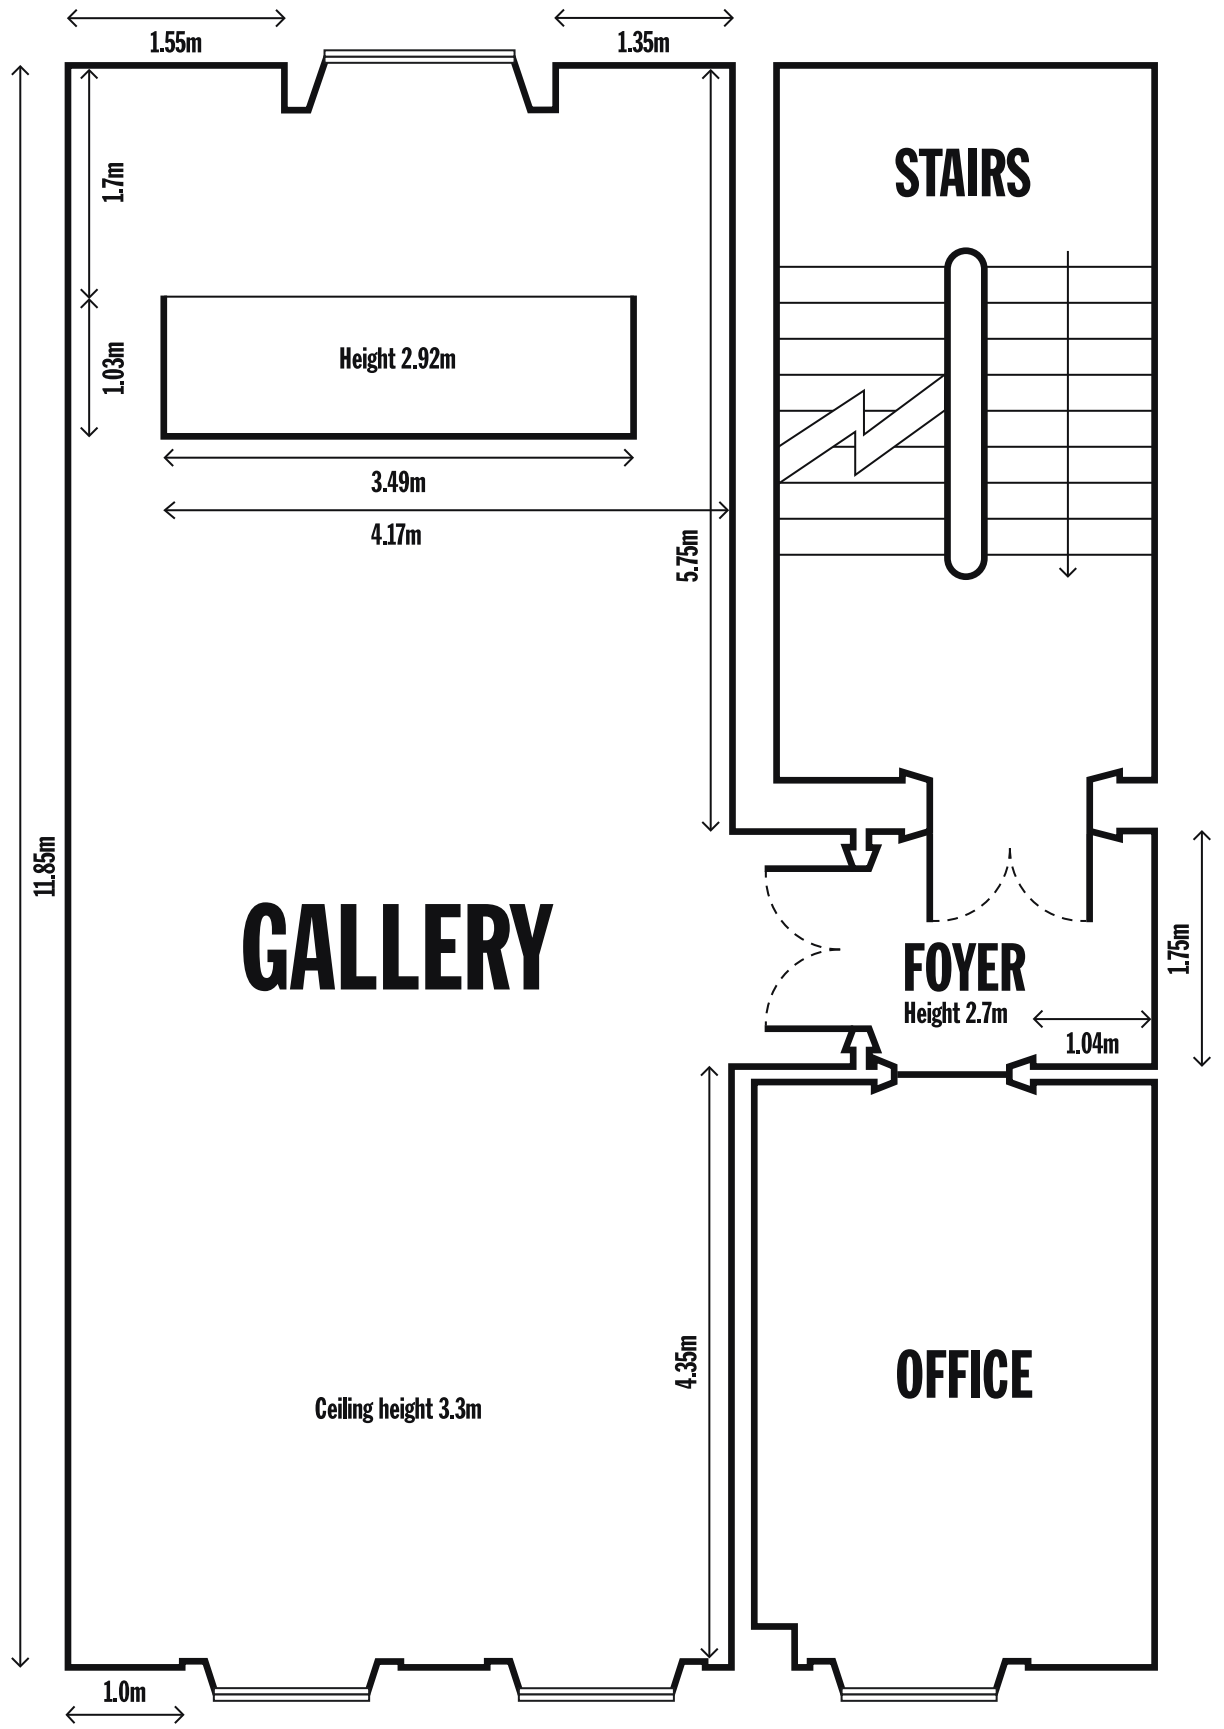 1.55m
1.35m
1.7m
STAIRS
1.03m
Height 2.92m
3.49m
4.17m
5.75m
11.85m
GALLERY
FOYER
Height 2.7m
1.75m
1.04m
4.35m
OFFICE
Ceiling height 3.3m
1.0m